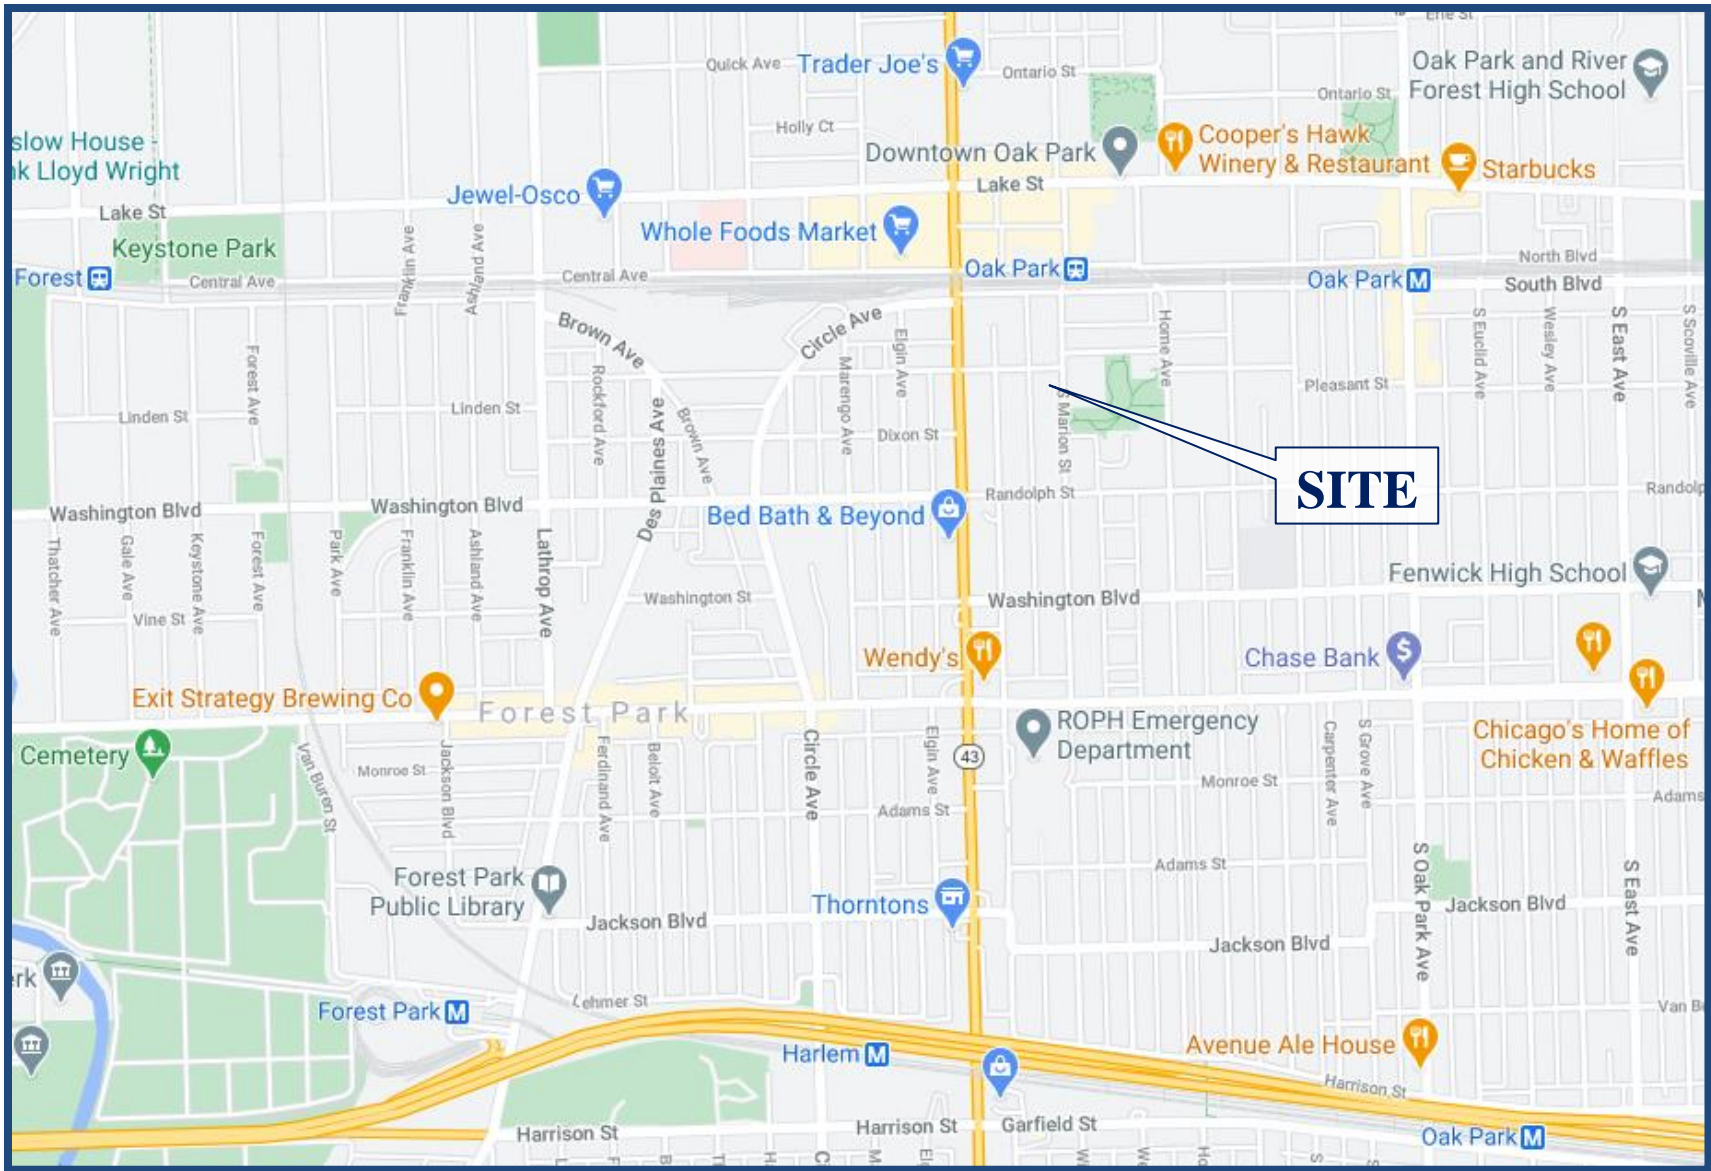 Erie St
Quick Ave
Trader Joe's
Ontario St
Oak Park and River
Forest High School
Ontario St
Holly Ct
slow House -
nk Lloyd Wright
Downtown Oak Park
Cooper's Hawk
Winery & Restaurant
Starbucks
Jewel-Osco
Lake St
Lake St
Whole Foods Market
Keystone Park
Franklin Ave
Ashland Ave
Forest
Central Ave
Central Ave
Oak Park
Oak Park
M
North Blvd
South Blvd
Brown Ave
Circle Ave
Elgin Ave
Home Ave
S Euclid Ave
Wesley Ave
S East Ave
S Scoville Ave
Forest Ave
Rockford Ave
Marengo Ave
Pleasant St
Linden St
Linden St
Des Plaines Ave
Brown Ave
Dixon St
S Marion St
SITE
Washington Blvd
Washington Blvd
Bed Bath & Beyond
Randolph St
Randolp
Thatcher Ave
Gale Ave
Keystone Ave
Forest Ave
Park Ave
Franklin Ave
Ashland Ave
Lathrop Ave
Fenwick High School
Vine St
Washington St
Washington Blvd
Wendy's
Chase Bank
Exit Strategy Brewing Co
Forest Park
ROPH Emergency
Department
Chicago's Home of
Chicken & Waffles
Cemetery
Van Buren St
Monroe St
Jackson Blvd
Ferdinand Ave
Beloit Ave
Circle Ave
Elgin Ave
43
Monroe St
Carpenter Ave
S Grove Ave
Adams St
Adams
Adams St
S Oak Park Ave
S East Ave
Forest Park
Public Library
Thorntons
Jackson Blvd
Jackson Blvd
Jackson Blvd
rk
Forest Park
M
Lehmer St
Van B
Harlem
M
Avenue Ale House
Harrison St
Harrison St
Harrison St
Garfield St
Oak Park
M